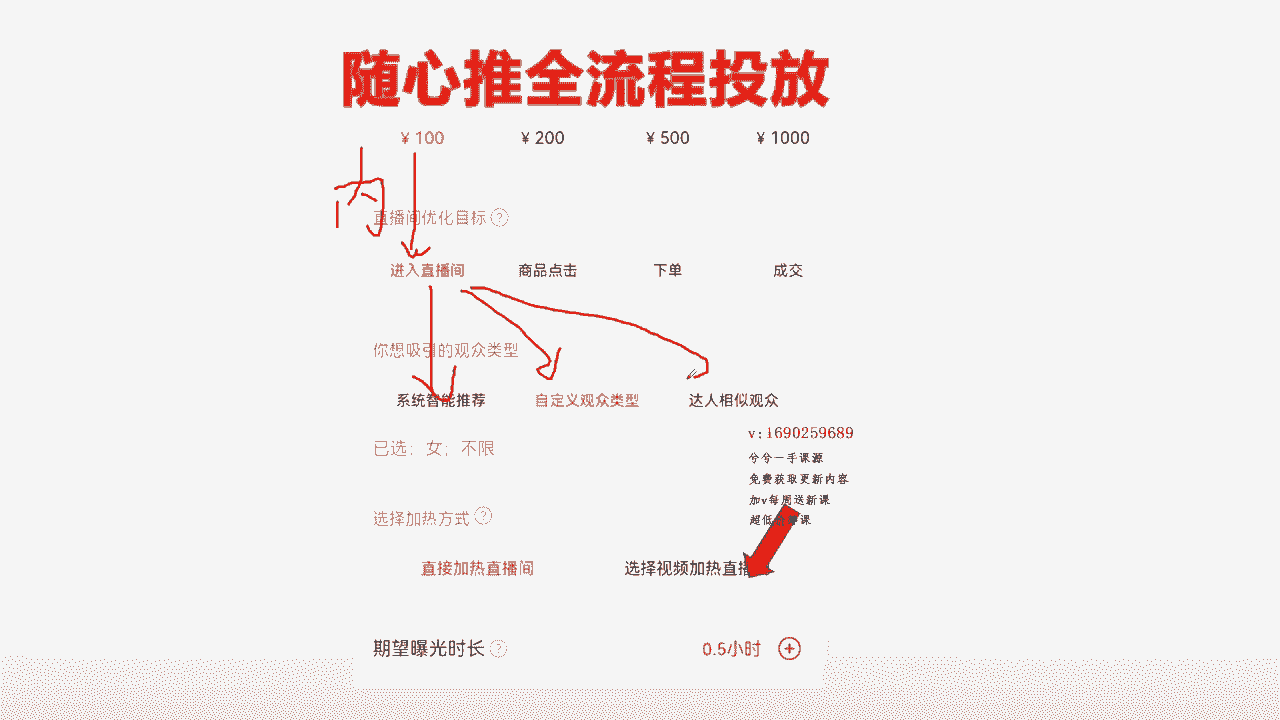 随心推全流程投放
¥ 100 ¥ 200 ¥ 500 ¥ 1000
内
直播间优化目标 ?
进入直播间 商品点击 下单 成交
你想吸引的观众类型
系统智能推荐 自定义观众类型 达人相似观众
v:1690259689
已选：女；不限
兮兮一手课源
免费获取更新内容
加v每周送新课
超低 课
选择加热方式 ?
直接加热直播间 选择视频加热直播
期望曝光时长 ? 0.5小时 +